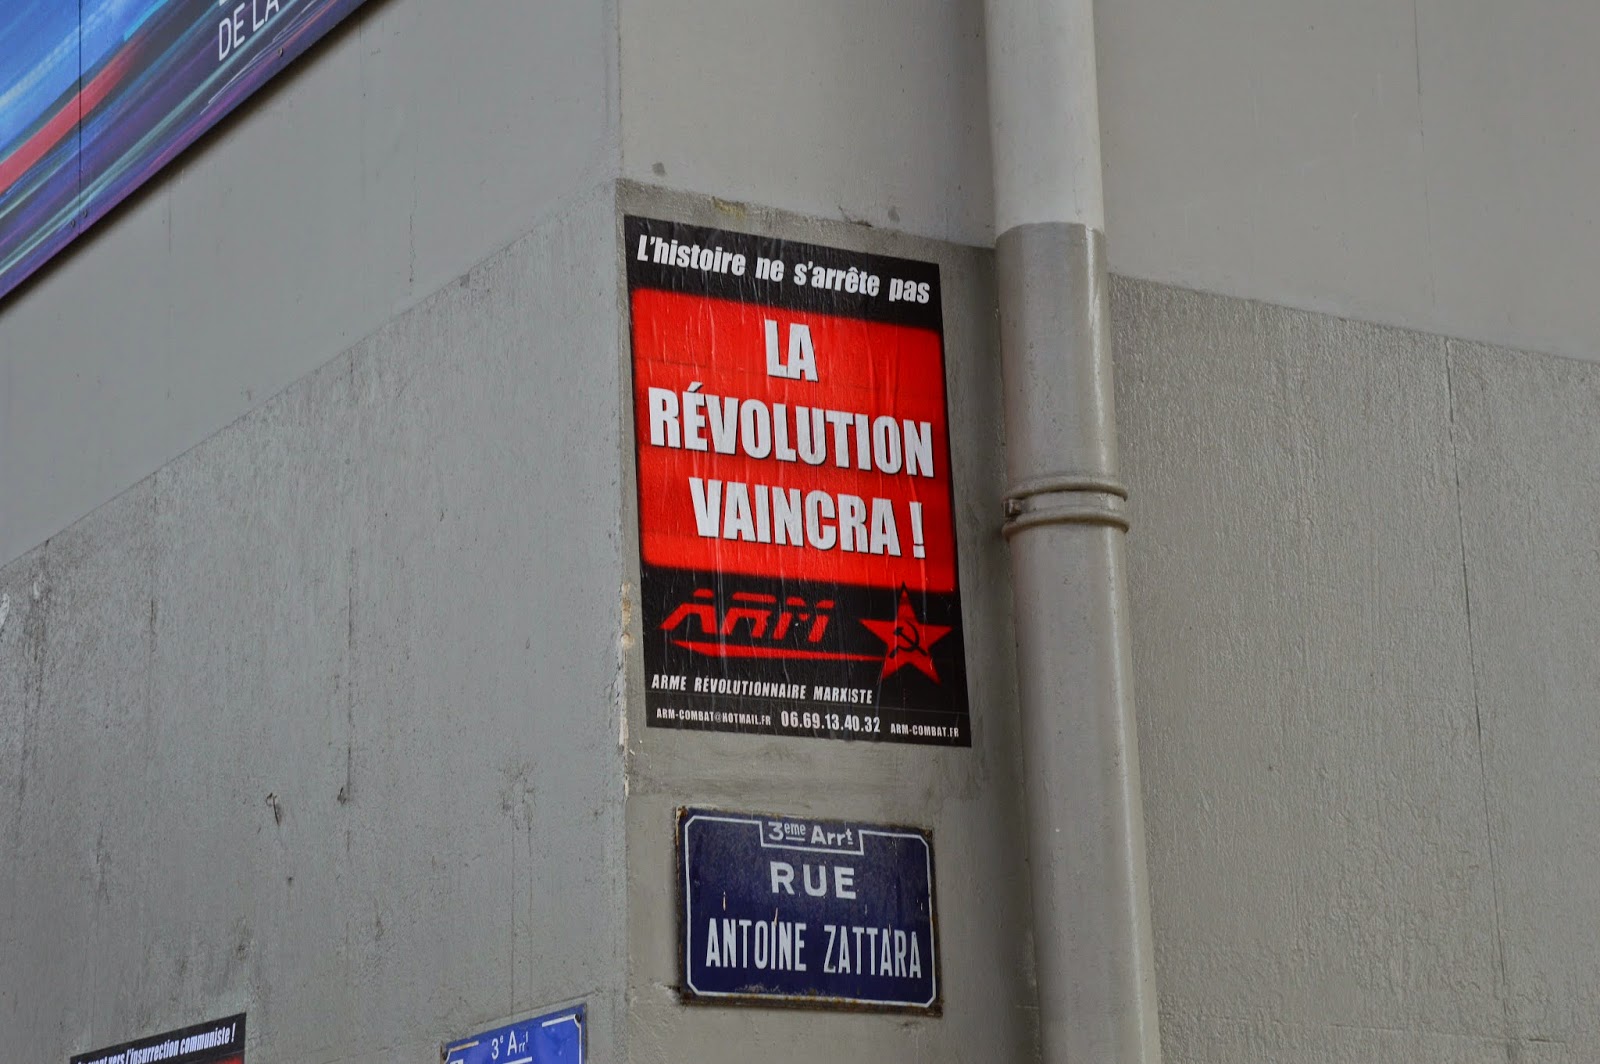 DE LA
L'histoire ne s'arrête pas
LA
RÉVOLUTION
VAINCRA !
ARM
ARME RÉVOLUTIONNAIRE MARXISTE
ARM-COMBAT@HOTMAIL.FR 06.69.13.40.32 ARM-COMBAT.FR
3eme Arrt
RUE
ANTOINE ZATTARA
vers l'insurrection communiste !
3e Arrt